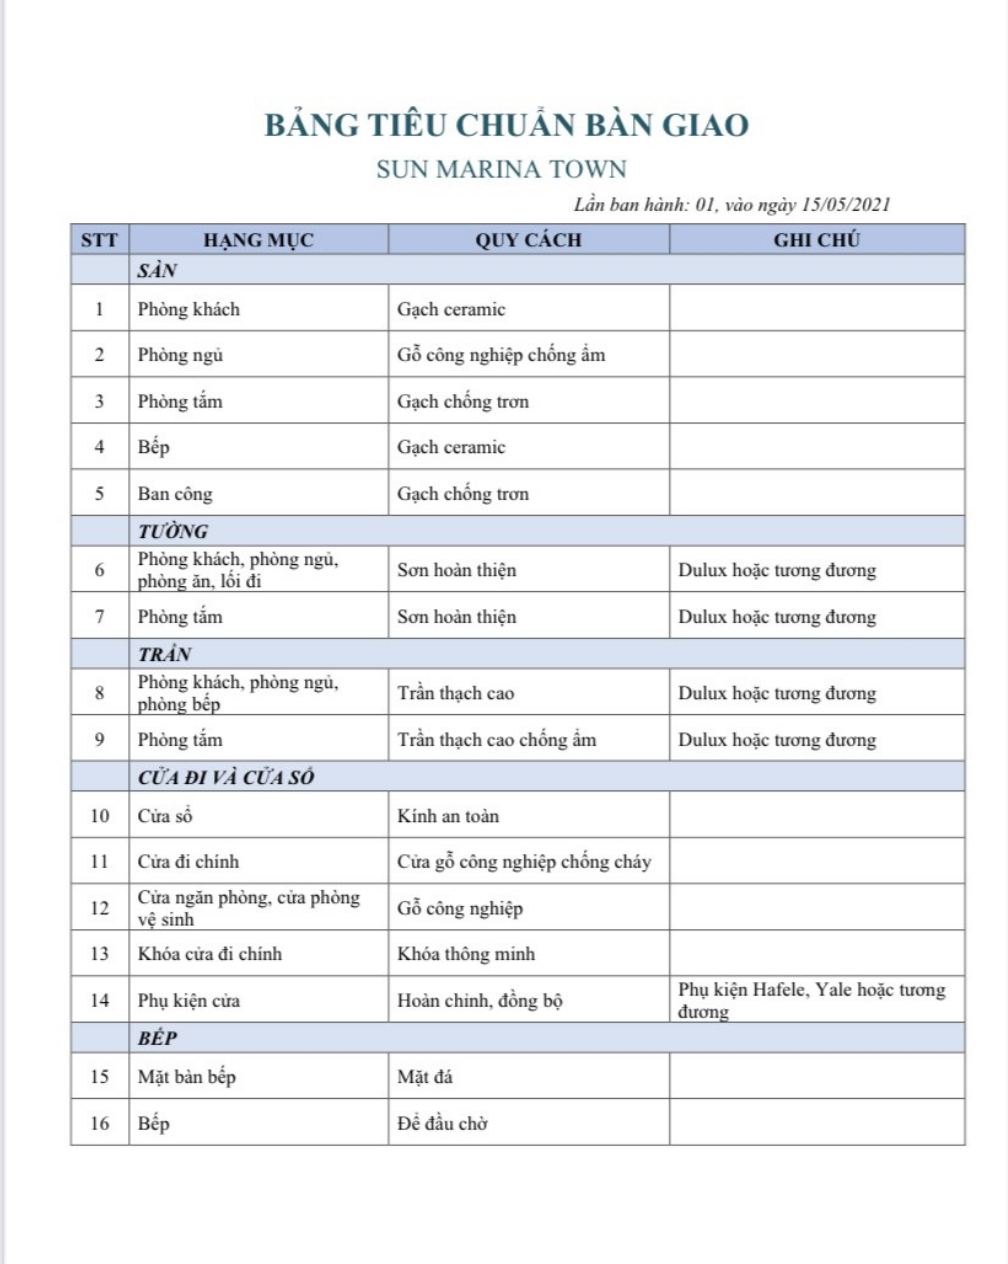 BẢNG TIÊU CHUẨN BÀN GIAO
SUN MARINA TOWN
Lần ban hành: 01, vào ngày 15/05/2021
STT HẠNG MỤC QUY CÁCH GHI CHÚ
SÀN
1 Phòng khách Gạch ceramic
2 Phòng ngủ Gỗ công nghiệp chống ẩm
3 Phòng tắm Gạch chống trơn
4 Bếp Gạch ceramic
5 Ban công Gạch chống trơn
TƯỜNG
6 Phòng khách, phòng ngủ,
phòng ăn, lối đi Sơn hoàn thiện Dulux hoặc tương đương
7 Phòng tắm Sơn hoàn thiện Dulux hoặc tương đương
TRẦN
8 Phòng khách, phòng ngủ,
phòng bếp Trần thạch cao Dulux hoặc tương đương
9 Phòng tắm Trần thạch cao chống ẩm Dulux hoặc tương đương
CỬA ĐI VÀ CỬA SỔ
10 Cửa sổ Kính an toàn
11 Cửa đi chính Cửa gỗ công nghiệp chống cháy
12 Cửa ngăn phòng, cửa phòng
vệ sinh Gỗ công nghiệp
13 Khóa cửa đi chính Khóa thông minh
14 Phụ kiện cửa Hoàn chỉnh, đồng bộ Phụ kiện Hafele, Yale hoặc tương
đương
BẾP
15 Mặt bàn bếp Mặt đá
16 Bếp Để đầu chờ